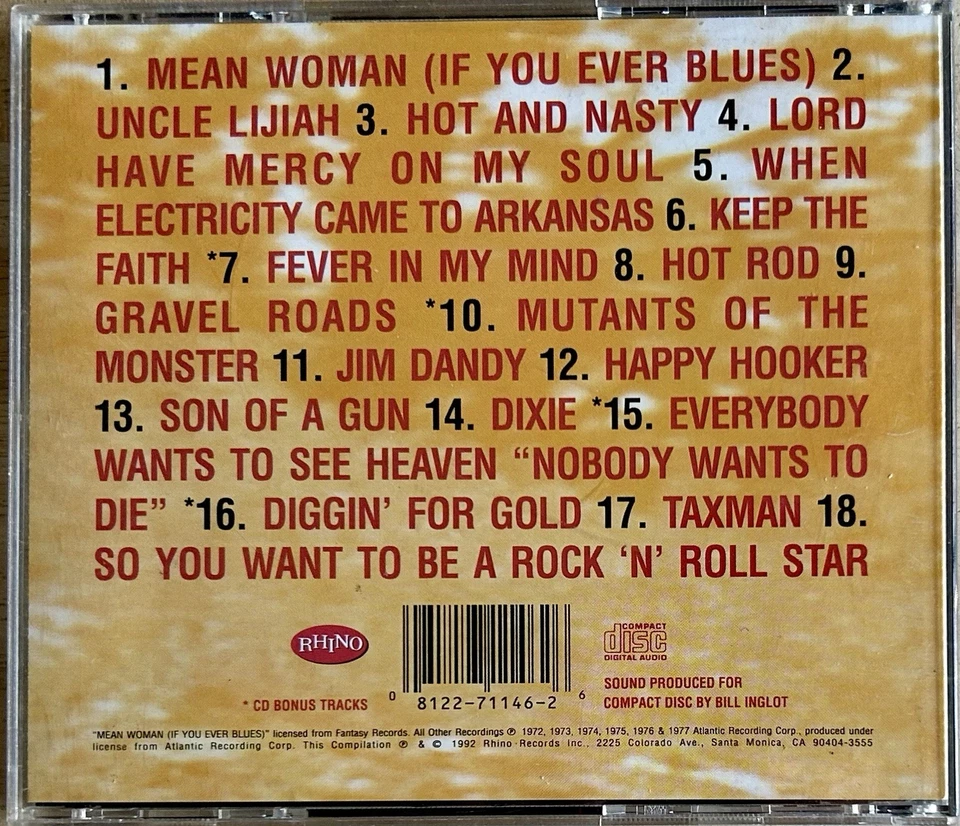 1. MEAN WOMAN (IF YOU EVER BLUES) 2.
UNCLE LIJIAH 3. HOT AND NASTY 4. LORD
HAVE MERCY ON MY SOUL 5. WHEN
ELECTRICITY CAME TO ARKANSAS 6. KEEP THE
FAITH *7. FEVER IN MY MIND 8. HOT ROD 9.
GRAVEL ROADS *10. MUTANTS OF THE
MONSTER 11. JIM DANDY 12. HAPPY HOOKER
13. SON OF A GUN 14. DIXIE *15. EVERYBODY
WANTS TO SEE HEAVEN “NOBODY WANTS TO
DIE” *16. DIGGIN’ FOR GOLD 17. TAXMAN 18.
SO YOU WANT TO BE A ROCK ‘N’ ROLL STAR
RHINO
COMPACT
disc
DIGITAL AUDIO
* CD BONUS TRACKS
0 8122-71146-2 6
SOUND PRODUCED FOR
COMPACT DISC BY BILL INGLOT
"MEAN WOMAN (IF YOU EVER BLUES)" licensed from Fantasy Records. All Other Recordings ℗ 1972, 1973, 1974, 1975, 1976 & 1977 Atlantic Recording Corp., produced under
license from Atlantic Recording Corp. This Compilation ℗ & © 1992 Rhino Records Inc., 2225 Colorado Ave., Santa Monica, CA 90404-3555